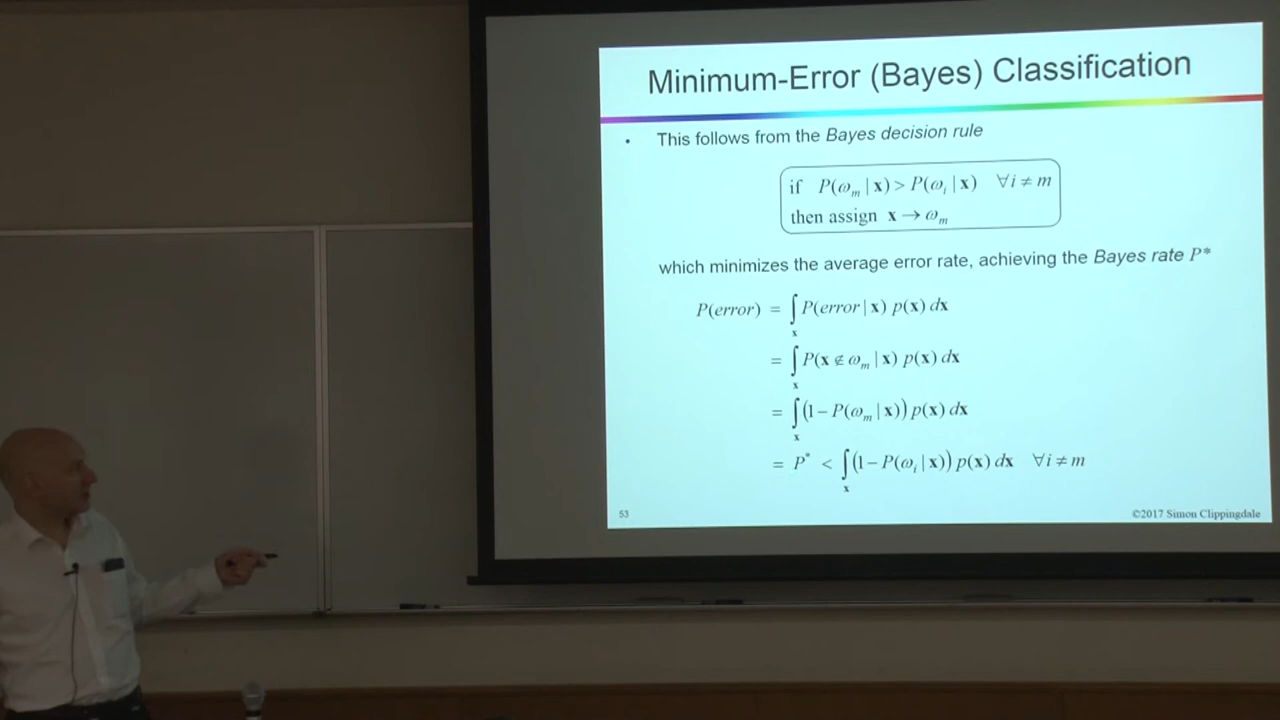 Minimum-Error (Bayes) Classification
• This follows from the Bayes decision rule
if P(ωₘ | x) > P(ωᵢ | x) ∀i ≠ m
then assign x → ωₘ
which minimizes the average error rate, achieving the Bayes rate P*
P(error) = ∫ₓ P(error | x) p(x) dx
= ∫ₓ P(x ∉ ωₘ | x) p(x) dx
= ∫ₓ (1 − P(ωₘ | x)) p(x) dx
= P* < ∫ₓ (1 − P(ωᵢ | x)) p(x) dx ∀i ≠ m
53
©2017 Simon Clippingdale